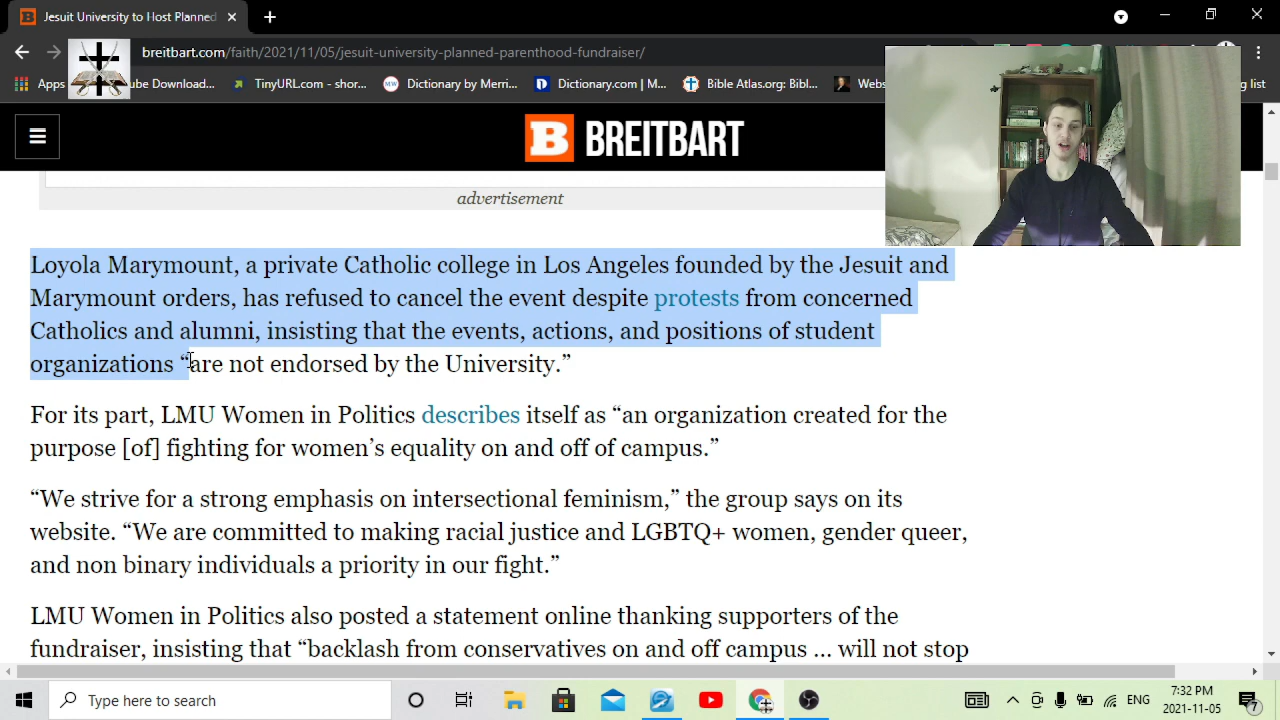 Jesuit University to Host Planned
breitbart.com/faith/2021/11/05/jesuit-university-planned-parenthood-fundraiser/
Apps
ube Download...
TinyURL.com - shor...
MW
Dictionary by Merri...
D
Dictionary.com | M...
Bible Atlas.org: Bibl...
Webs
g list
B BREITBART
advertisement
Loyola Marymount, a private Catholic college in Los Angeles founded by the Jesuit and
Marymount orders, has refused to cancel the event despite protests from concerned
Catholics and alumni, insisting that the events, actions, and positions of student
organizations “are not endorsed by the University.”
For its part, LMU Women in Politics describes itself as “an organization created for the
purpose [of] fighting for women’s equality on and off of campus.”
“We strive for a strong emphasis on intersectional feminism,” the group says on its
website. “We are committed to making racial justice and LGBTQ+ women, gender queer,
and non binary individuals a priority in our fight.”
LMU Women in Politics also posted a statement online thanking supporters of the
fundraiser, insisting that “backlash from conservatives on and off campus ... will not stop
Type here to search
ENG
7:32 PM
2021-11-05
7